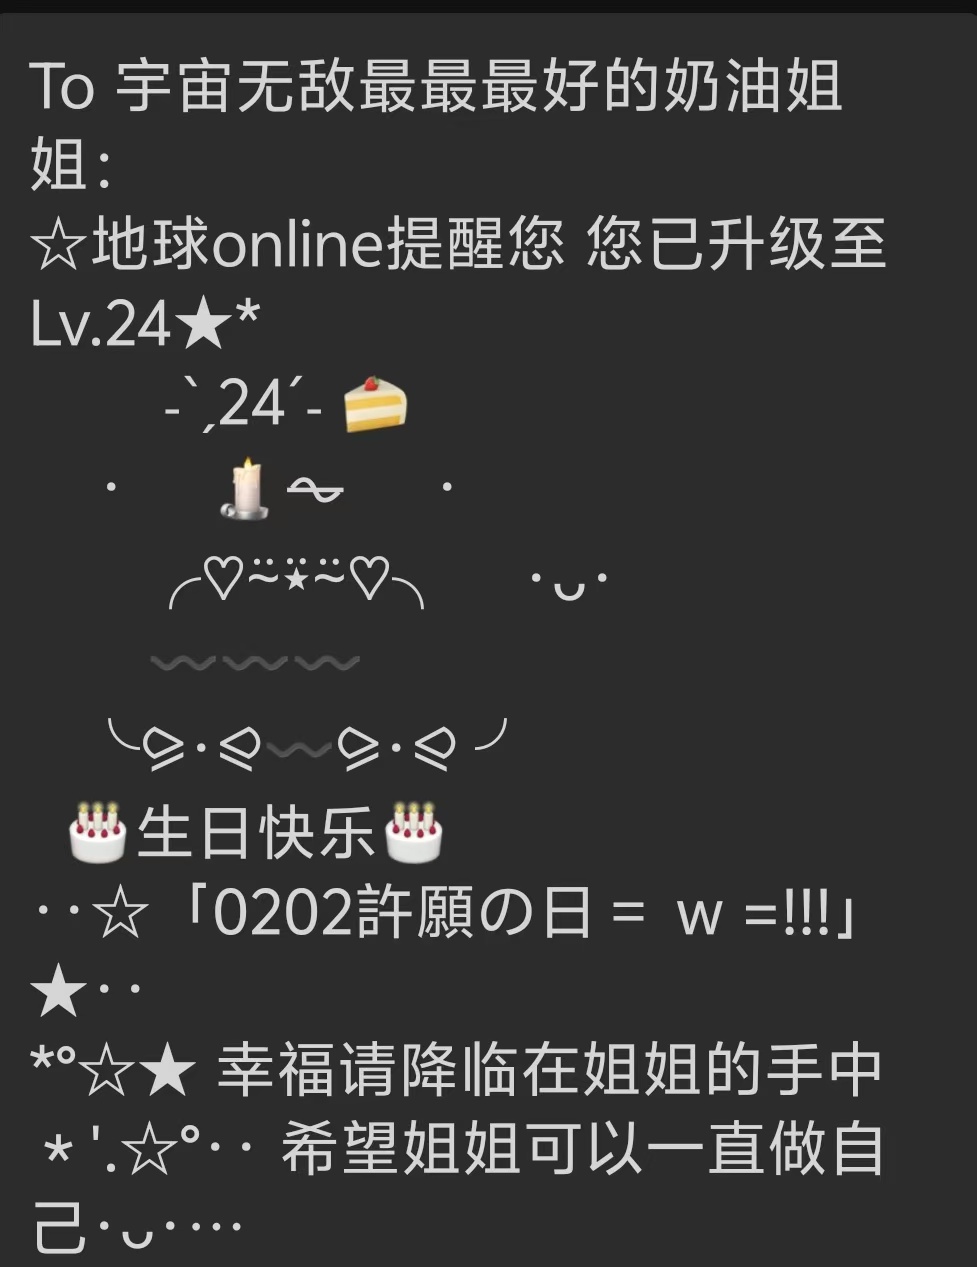 To 宇宙无敌最最最好的奶油姐
姐：
☆地球online提醒您 您已升级至
Lv.24★*
-ˋˏ24ˊ- 🍰
· 🕯️ ·
╭♡⍨⋆⍨♡╮ ·ᴗ·
〰〰〰
╰⋛·⋚〰⋛·⋚╯
🎂生日快乐🎂
··☆「0202許願の日 = w =!!!」
★··
*°☆★ 幸福请降临在姐姐的手中
⋆ '.☆°·· 希望姐姐可以一直做自
己·ᴗ····